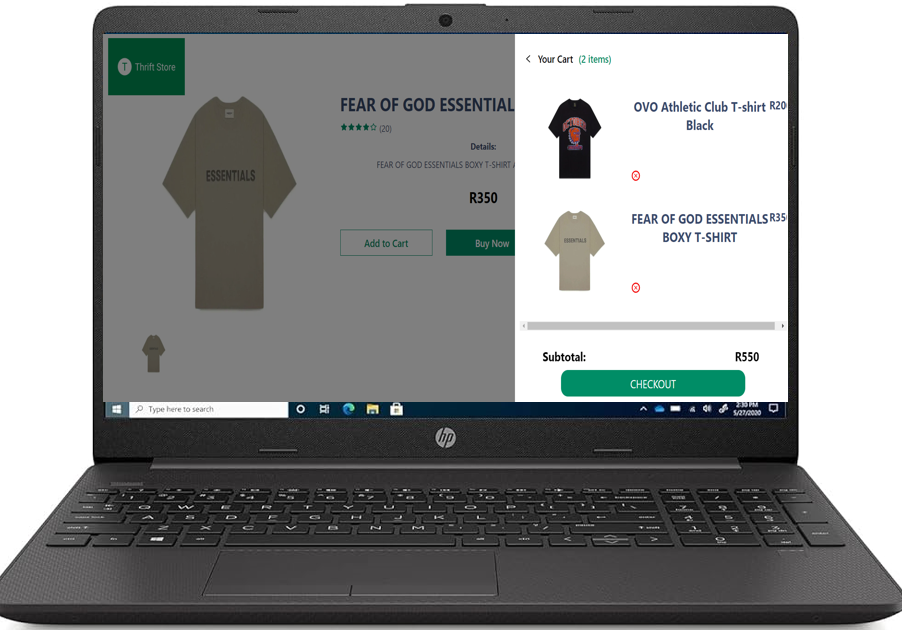 T Thrift Store
ESSENTIALS
FEAR OF GOD ESSENTIAL
(20)
Details:
FEAR OF GOD ESSENTIALS BOXY T-SHIRT
R350
Add to Cart
Buy Now
Your Cart (2 items)
OVO Athletic Club T-shirt R20
Black
FEAR OF GOD ESSENTIALS R35
BOXY T-SHIRT
ESSENTIALS
Subtotal: R550
CHECKOUT
Type here to search
2:30 PM
5/27/2020
hp
Q W E R T Y U I O P
A S D F G H J K L
Z X C V B N M